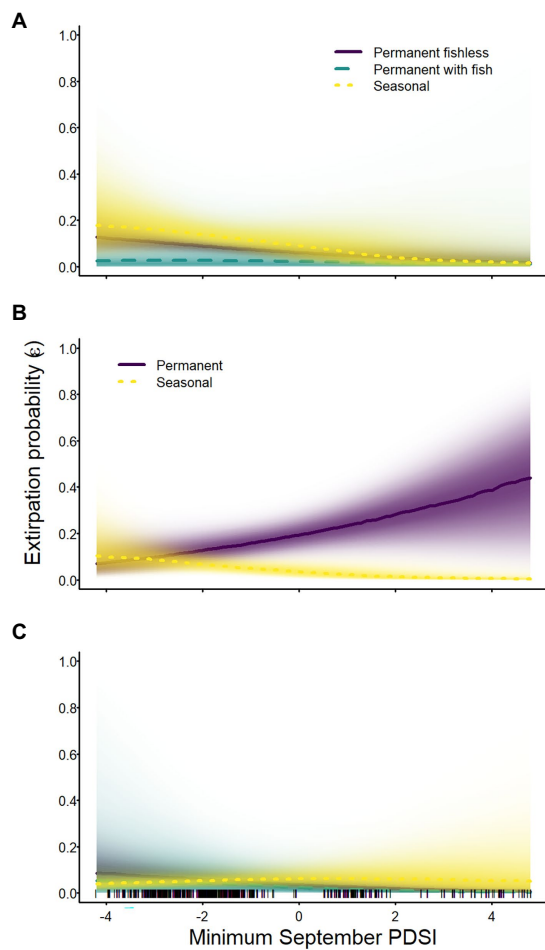 A
1.0
0.8
0.6
0.4
0.2
0.0
Permanent fishless
Permanent with fish
Seasonal
B
1.0
0.8
0.6
0.4
0.2
0.0
Permanent
Seasonal
Extirpation probability (ε)
C
1.0
0.8
0.6
0.4
0.2
0.0
-4 -2 0 2 4
Minimum September PDSI